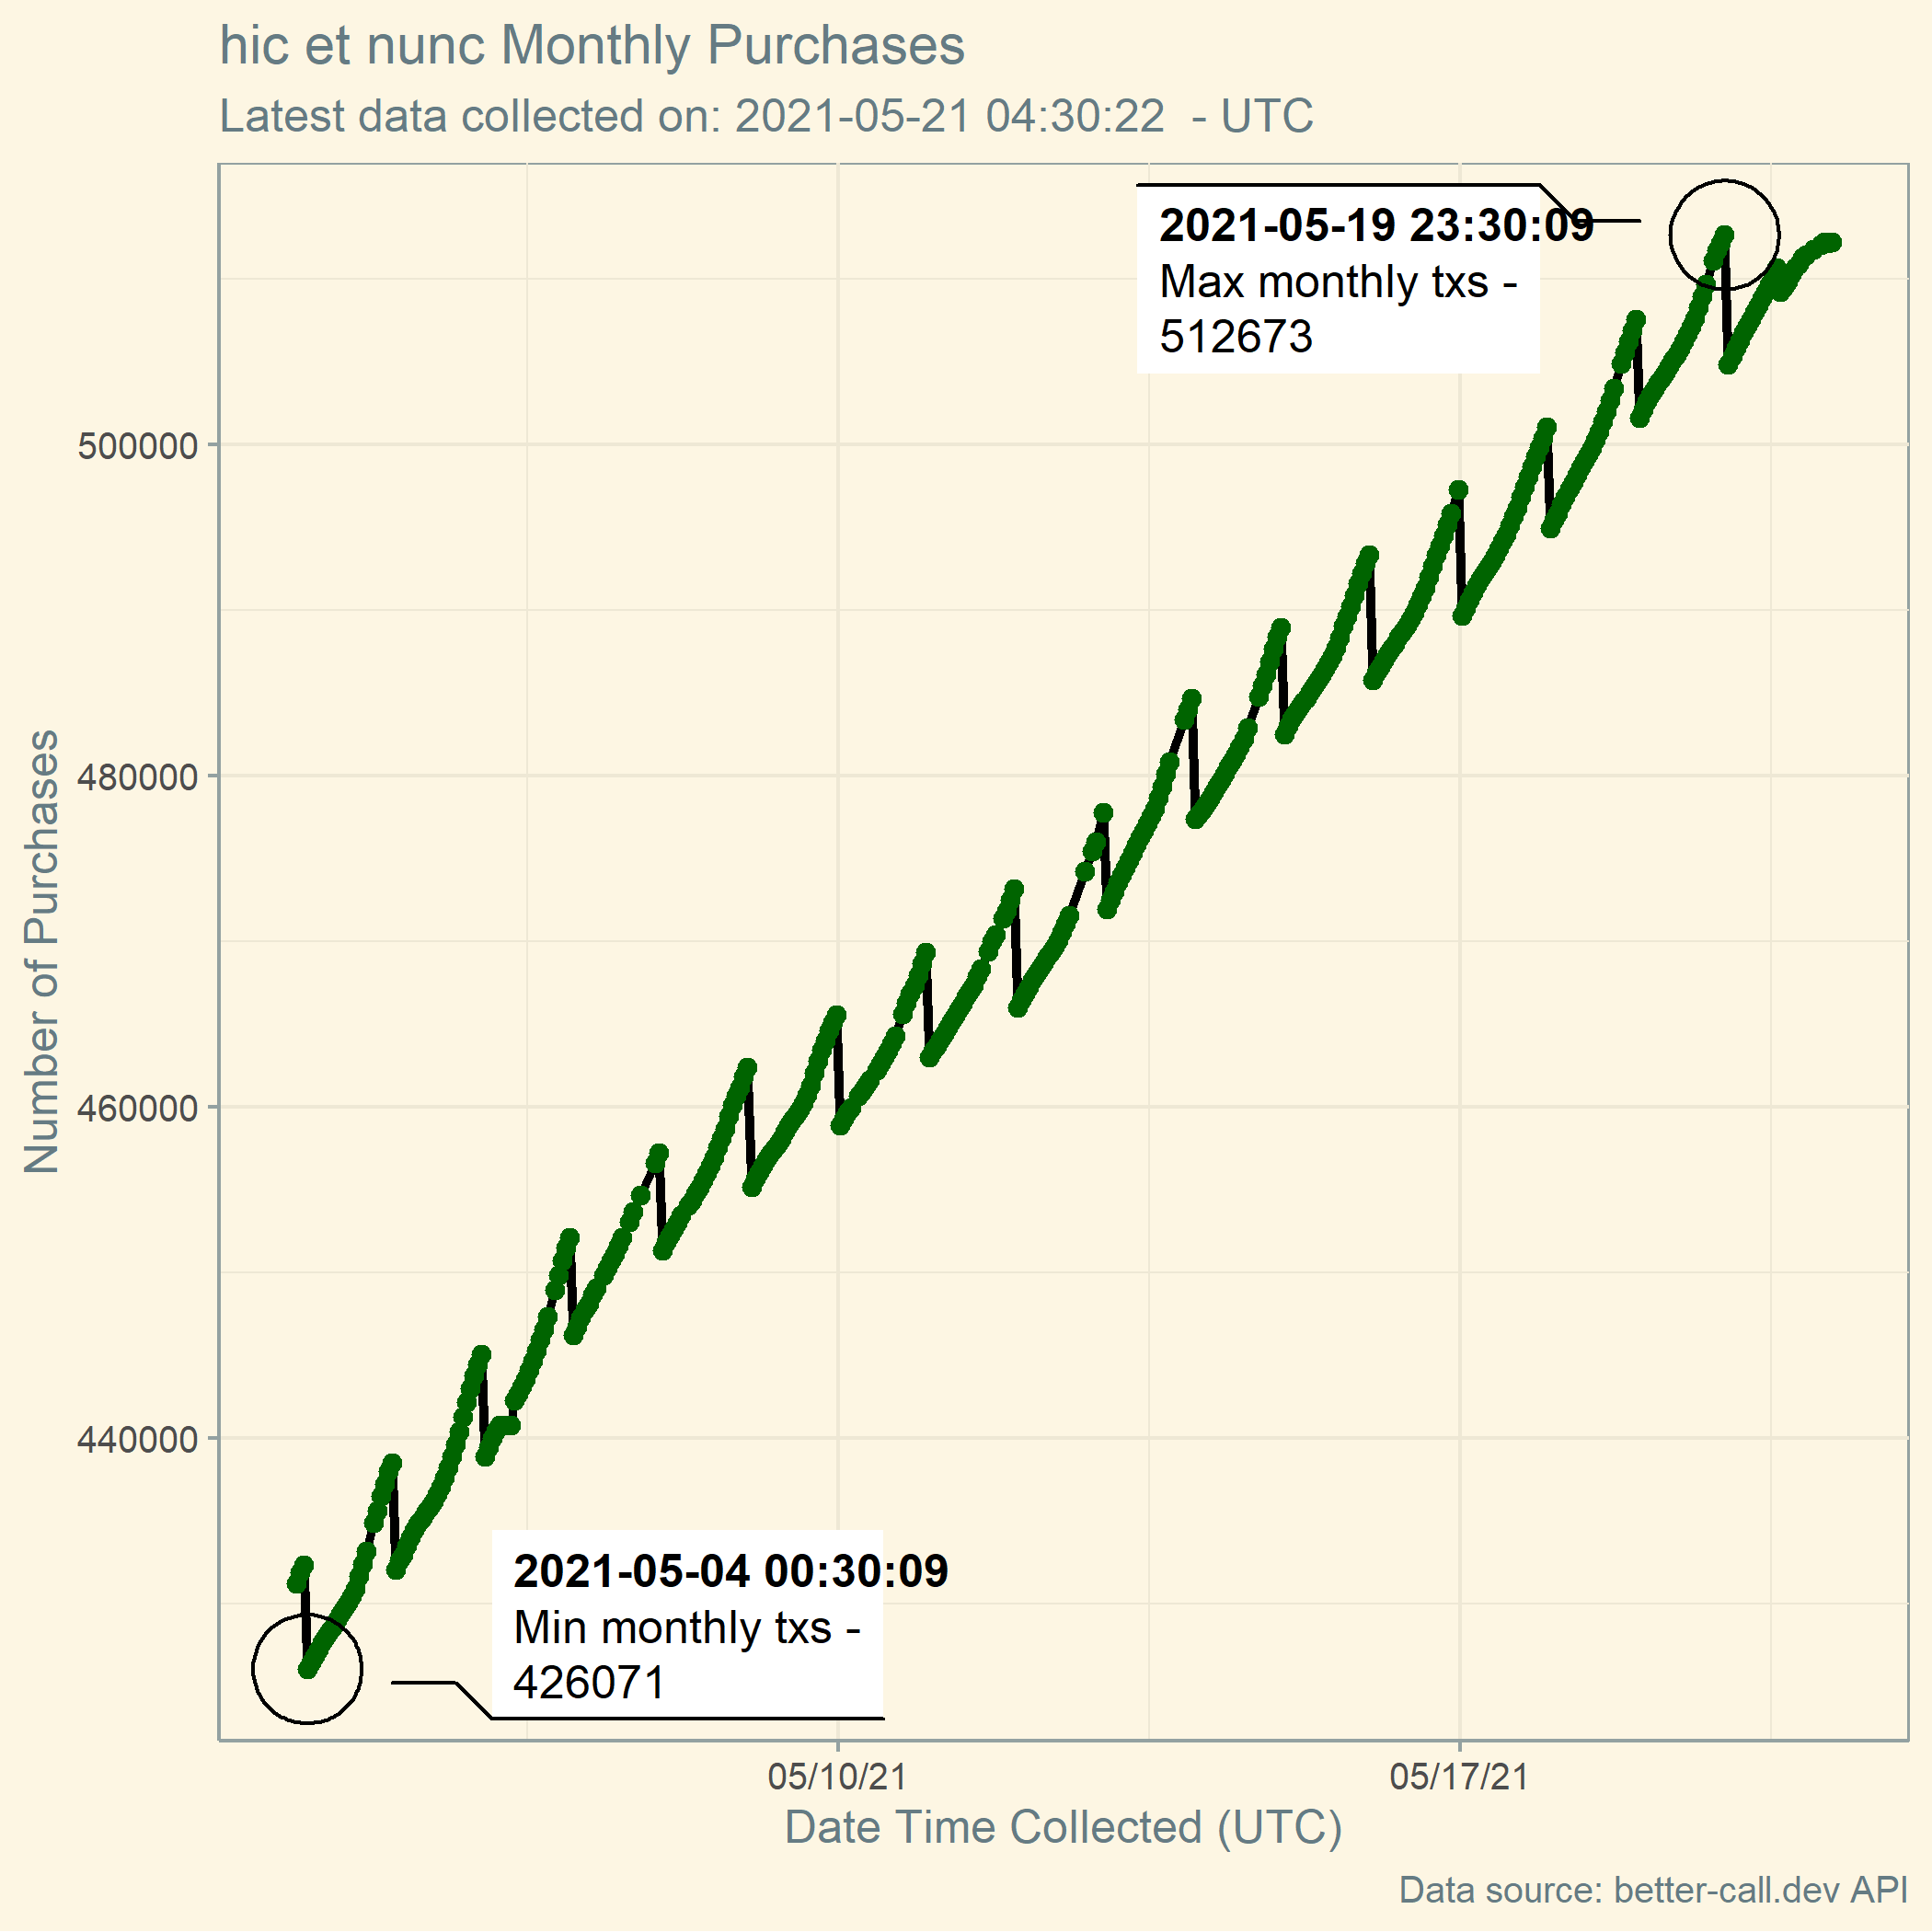 hic et nunc Monthly Purchases
Latest data collected on: 2021-05-21 04:30:22  - UTC
2021-05-19 23:30:09
Max monthly txs -
512673
500000
480000
460000
440000
Number of Purchases
2021-05-04 00:30:09
Min monthly txs -
426071
05/10/21
05/17/21
Date Time Collected (UTC)
Data source: better-call.dev API